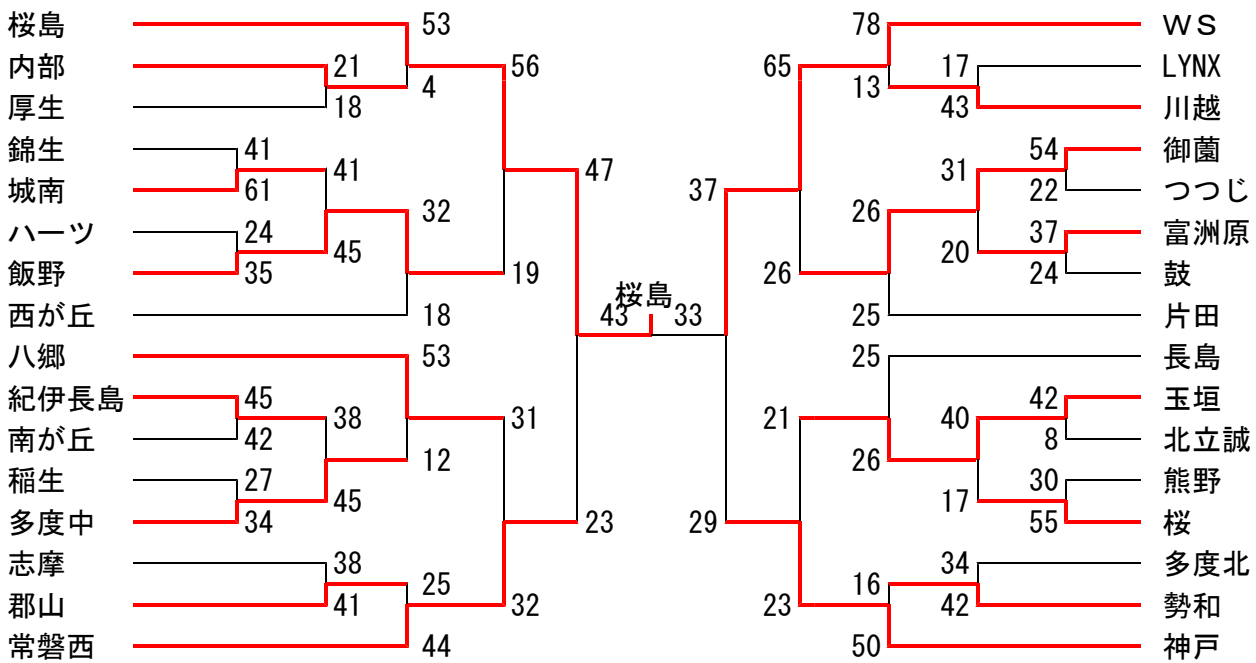 桜島 53 78 WS
内部 21 56 65 17 LYNX
厚生 18 4 13 43 川越
錦生 41 41 31 54 御薗
城南 61 47 37 22 つつじ
ハーツ 24 32 26 37 富洲原
飯野 35 45 19 26 20 24 鼓
西が丘 18 43 桜島 33 25 片田
八郷 53 25 長島
紀伊長島 45 38 31 21 40 42 玉垣
南が丘 42 12 26 8 北立誠
稲生 27 45 17 30 熊野
多度中 34 23 29 55 桜
志摩 38 25 16 34 多度北
郡山 41 32 23 42 勢和
常磐西 44 50 神戸